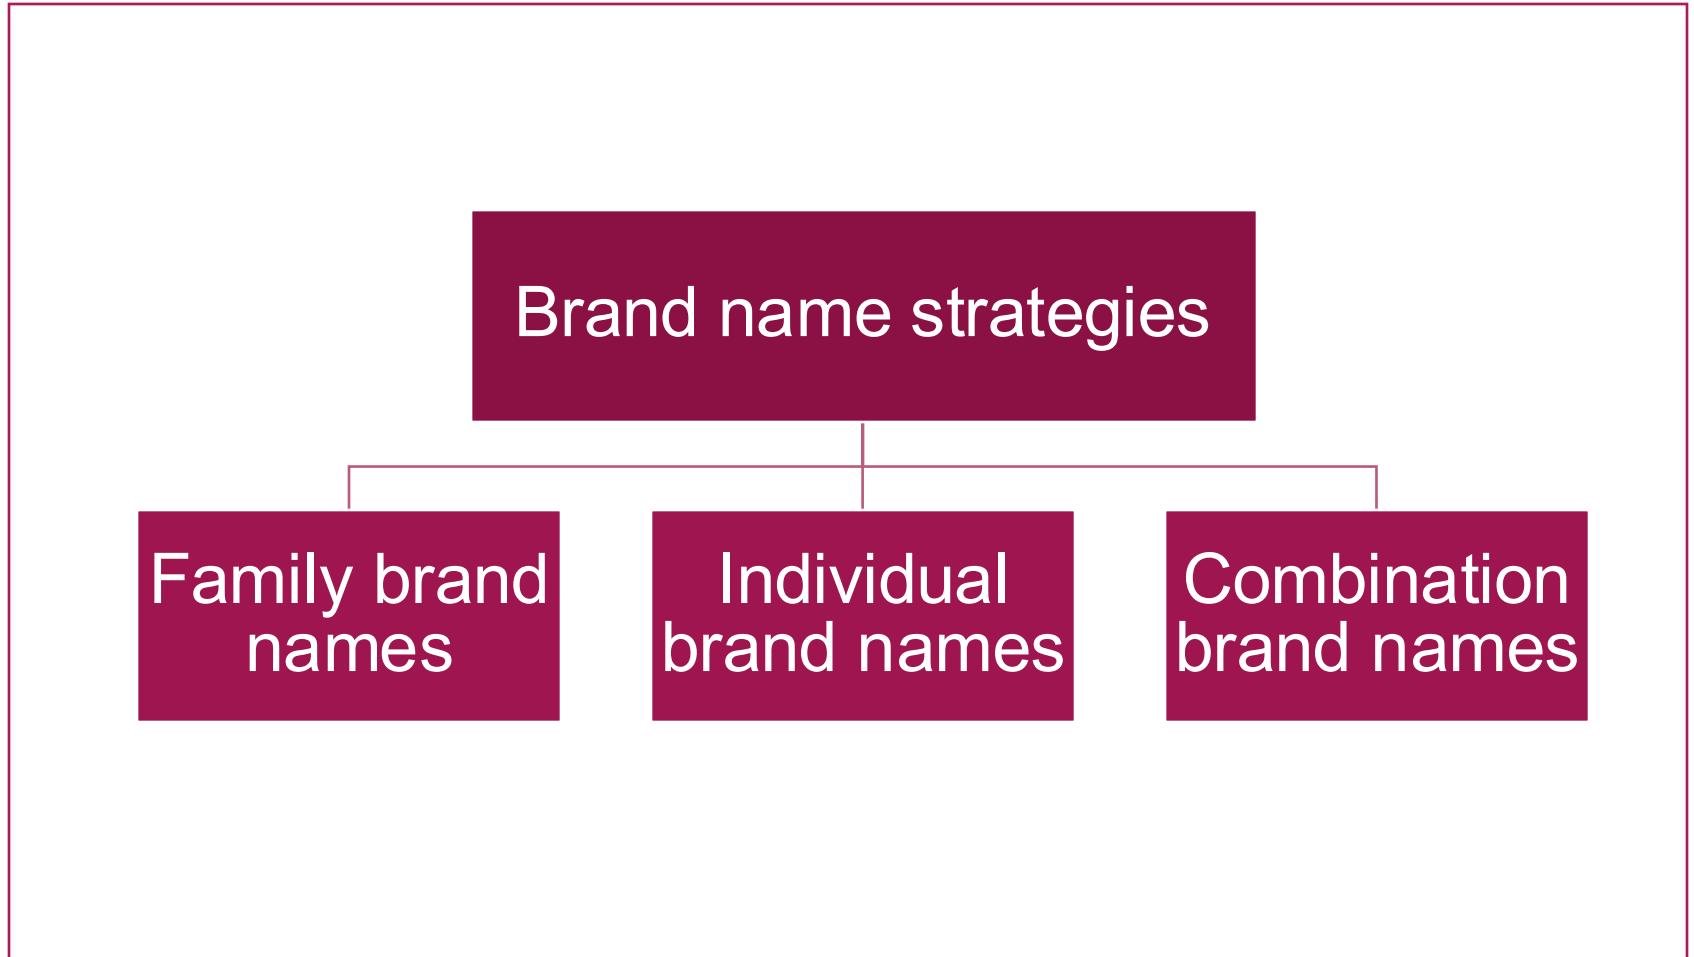 Brand name strategies
Family brand
names
Individual
brand names
Combination
brand names